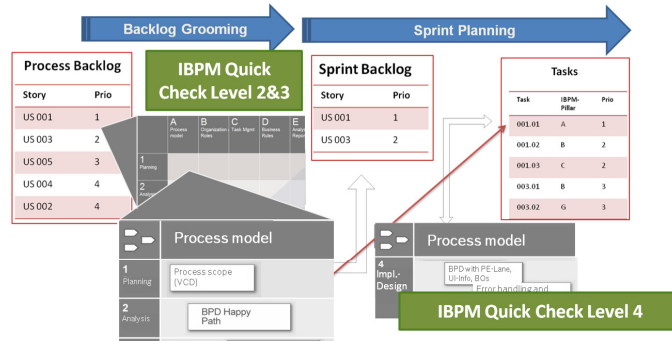 Backlog Grooming
Sprint Planning
Process Backlog
Story Prio
US 001 1
US 003 2
US 005 3
US 004 4
US 002 4
IBPM Quick
Check Level 2&3
A B C D E
Process Organization Task Mgmt Business
model Roles Rules
1
Planning
2
Sprint Backlog
Story Prio
US 001 1
US 003 2
Tasks
Task IBPM- Prio
Pillar
001.01 A 1
001.02 B 2
001.03 C 2
003.01 B 3
003.02 G 3
Process model
1
Planning
Process scope
(VCD)
2
Analysis
BPD Happy
Path
Process model
4
Impl.-
Design
BPD with PE-Lane,
UI-Info, BOs
Error handling and
IBPM Quick Check Level 4